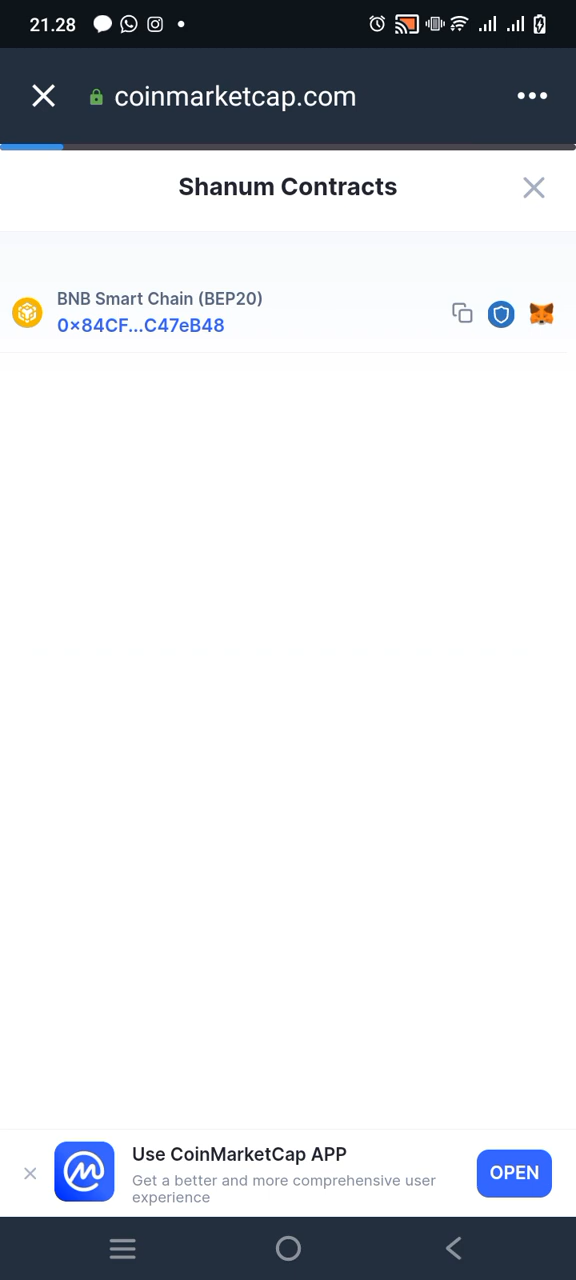 21.28
coinmarketcap.com
Shanum Contracts
BNB Smart Chain (BEP20)
0×84CF...C47eB48
Use CoinMarketCap APP
Get a better and more comprehensive user
experience
OPEN